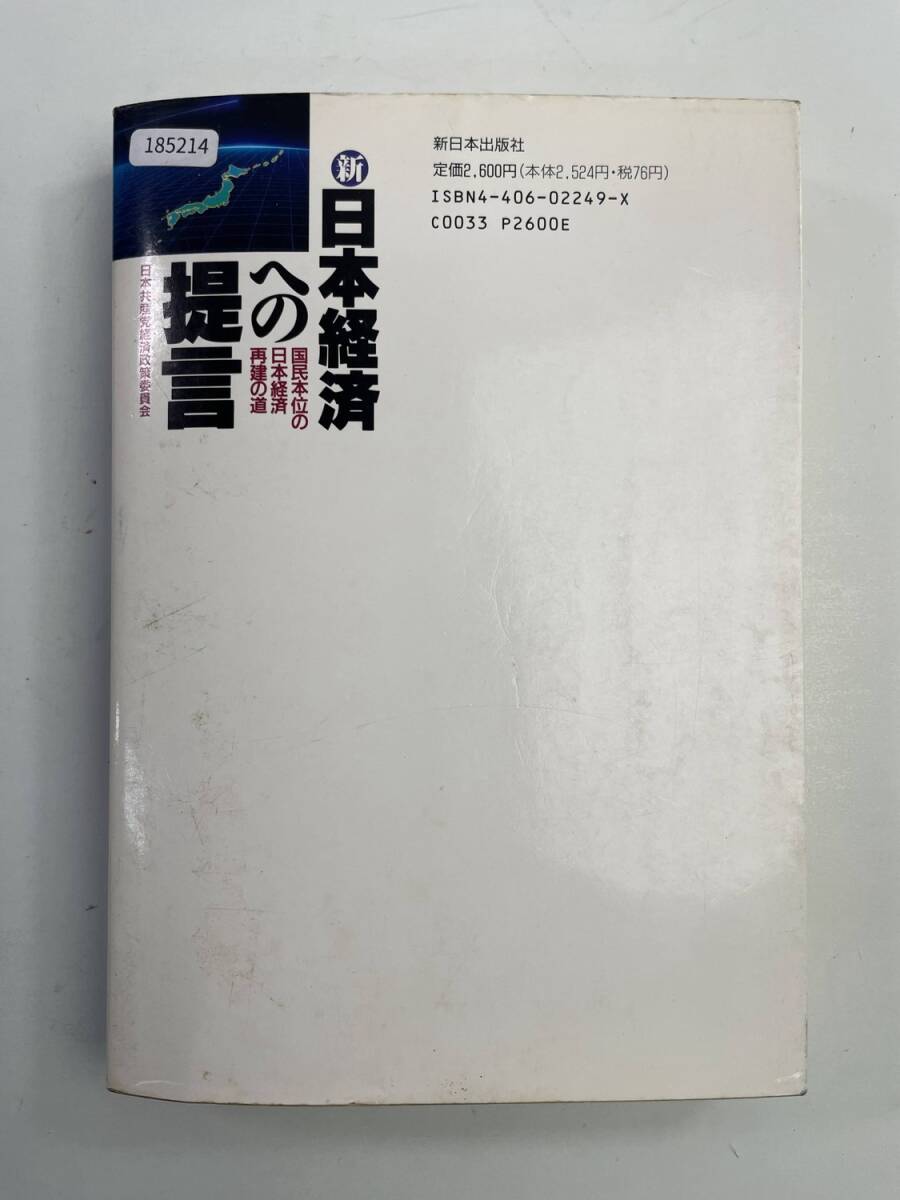 185214
新日本経済
への
提言
国民本位の
日本経済
再建の道
日本共産党経済政策委員会
新日本出版社
定価2,600円(本体2,524円・税76円)
ISBN4-406-02249-X
C0033 P2600E